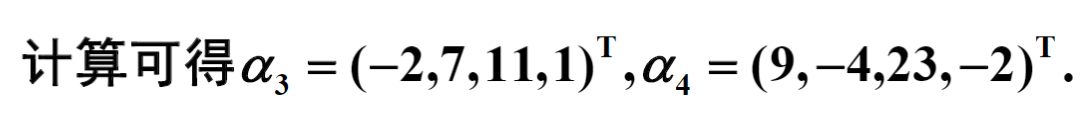 计算可得α₃ = (−2,7,11,1)ᵀ,α₄ = (9,−4,23,−2)ᵀ.